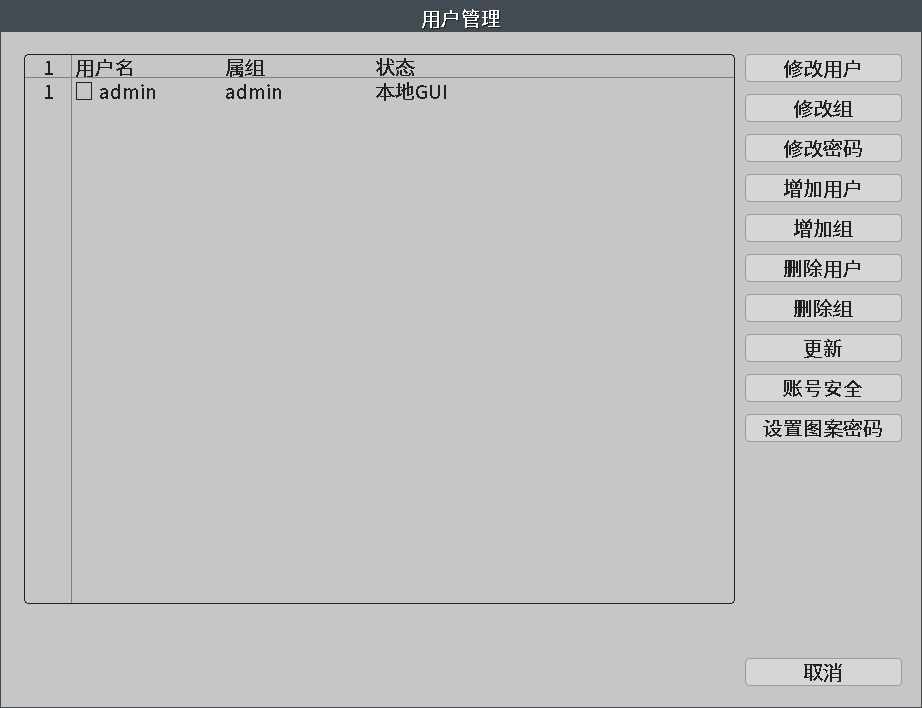 用户管理
1 用户名 属组 状态
1 admin admin 本地GUI
修改用户
修改组
修改密码
增加用户
增加组
删除用户
删除组
更新
账号安全
设置图案密码
取消